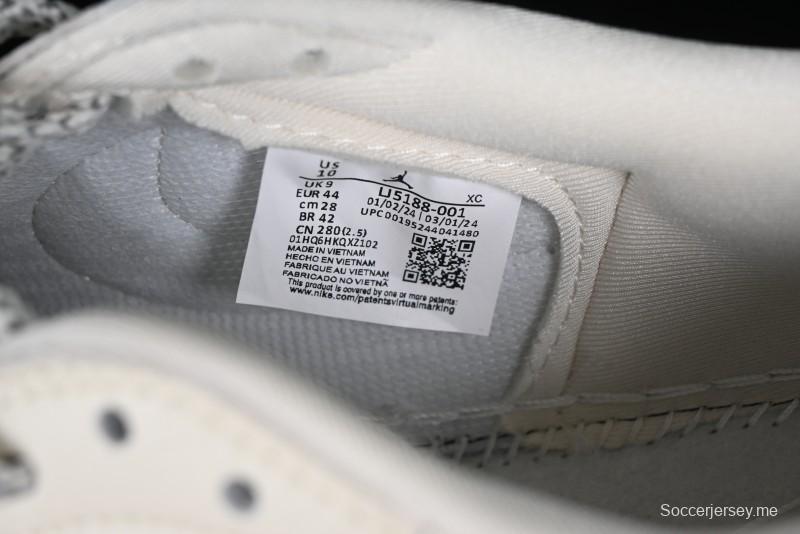 US
10
UK 9
EUR 44
cm 28
BR 42
CN 280(2.5)
01HQ6HKQXZ102
MADE IN VIETNAM
HECHO EN VIETNAM
FABRIQUE AU VIETNAM
FABRICADO NO VIETNÃ
This product is covered by one or more patents:
www.nike.com/patentsvirtualmarking
XC
LJ5188-001
01/02/24 | 03/01/24
UPC 00195244041480
Soccerjersey.me